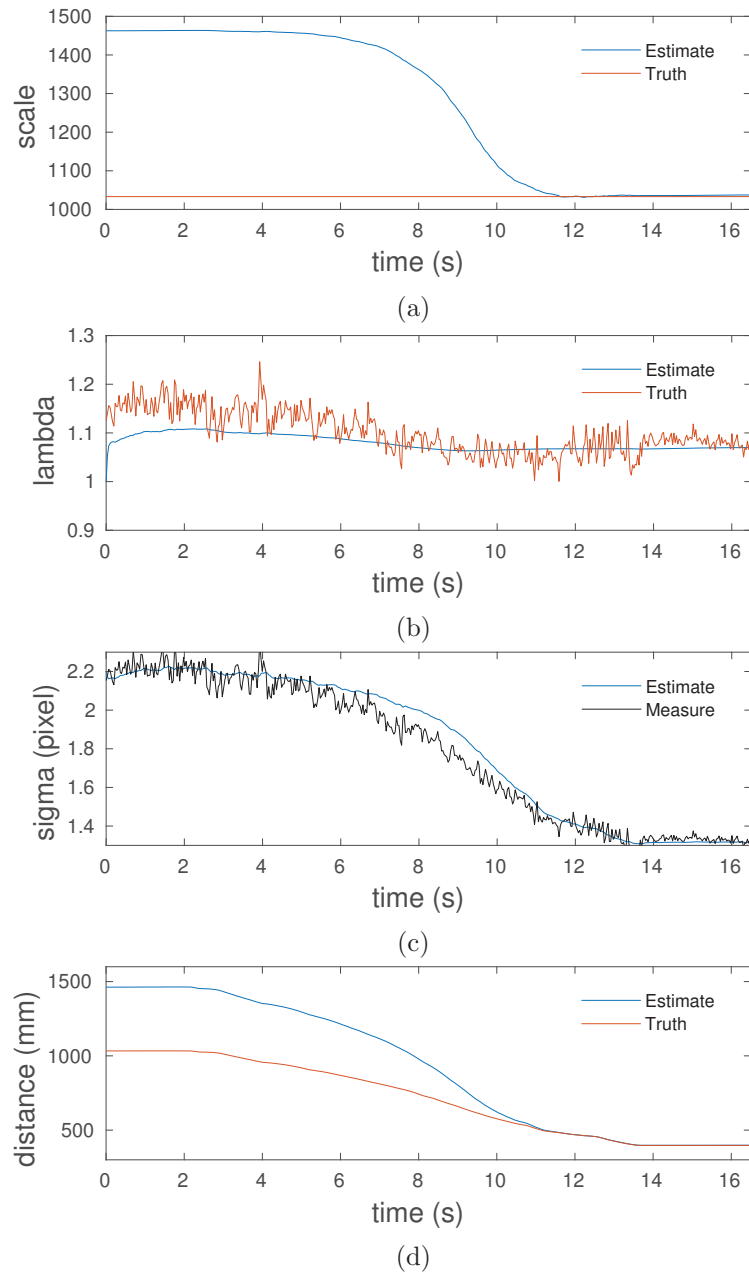 1500
1400
1300
1200
1100
1000
scale
Estimate
Truth
0 2 4 6 8 10 12 14 16
time (s)
(a)
1.3
1.2
1.1
1
0.9
lambda
Estimate
Truth
0 2 4 6 8 10 12 14 16
time (s)
(b)
2.2
2
1.8
1.6
1.4
sigma (pixel)
Estimate
Measure
0 2 4 6 8 10 12 14 16
time (s)
(c)
1500
1000
500
distance (mm)
Estimate
Truth
0 2 4 6 8 10 12 14 16
time (s)
(d)